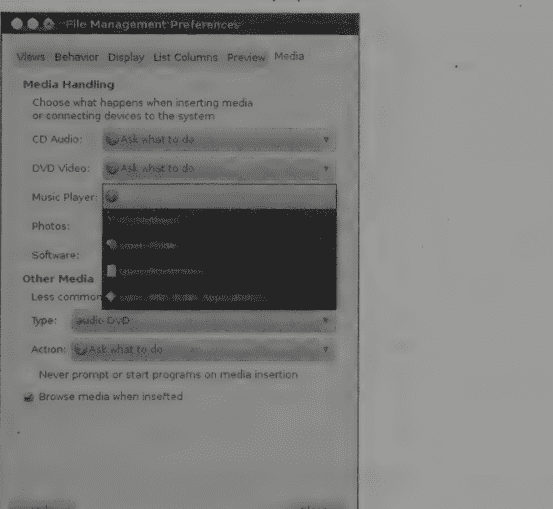 File Management Preferences
Views Behavior Display List Columns Preview Media
Media Handling
Choose what happens when inserting media
or connecting devices to the system
CD Audio: Ask what to do
DVD Video: Ask what to do
Music Player:
Photos:
Software:
Other Media
Less common
Type: audio DVD
Action: Ask what to do
Never prompt or start programs on media insertion
Browse media when inserted